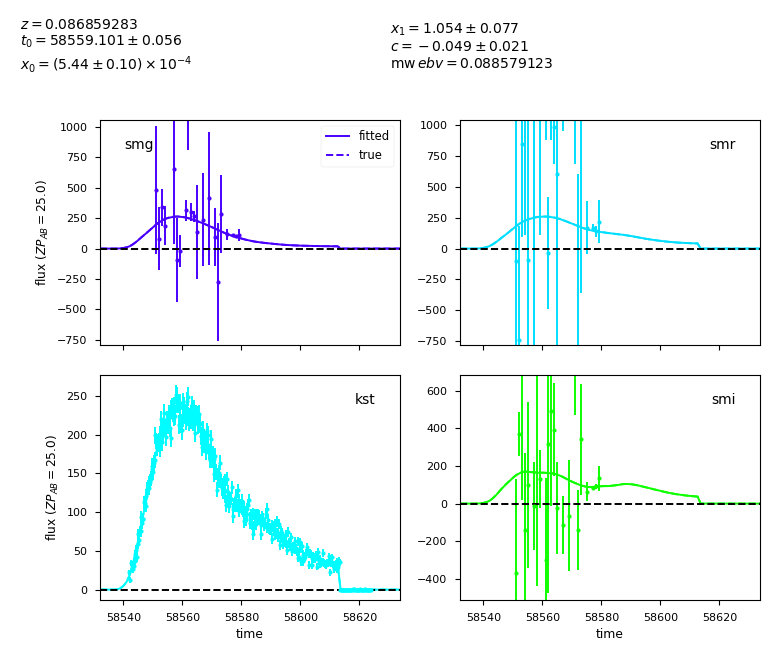 z = 0.086859283
t₀ = 58559.101 ± 0.056
x₀ = (5.44 ± 0.10) × 10⁻⁴
x₁ = 1.054 ± 0.077
c = −0.049 ± 0.021
mw ebv = 0.088579123
smg
fitted
true
flux (ZP_AB = 25.0)
1000
750
500
250
0
−250
−500
−750
smr
1000
750
500
250
0
−250
−500
−750
kst
flux (ZP_AB = 25.0)
250
200
150
100
50
0
58540 58560 58580 58600 58620
time
smi
600
400
200
0
−200
−400
58540 58560 58580 58600 58620
time